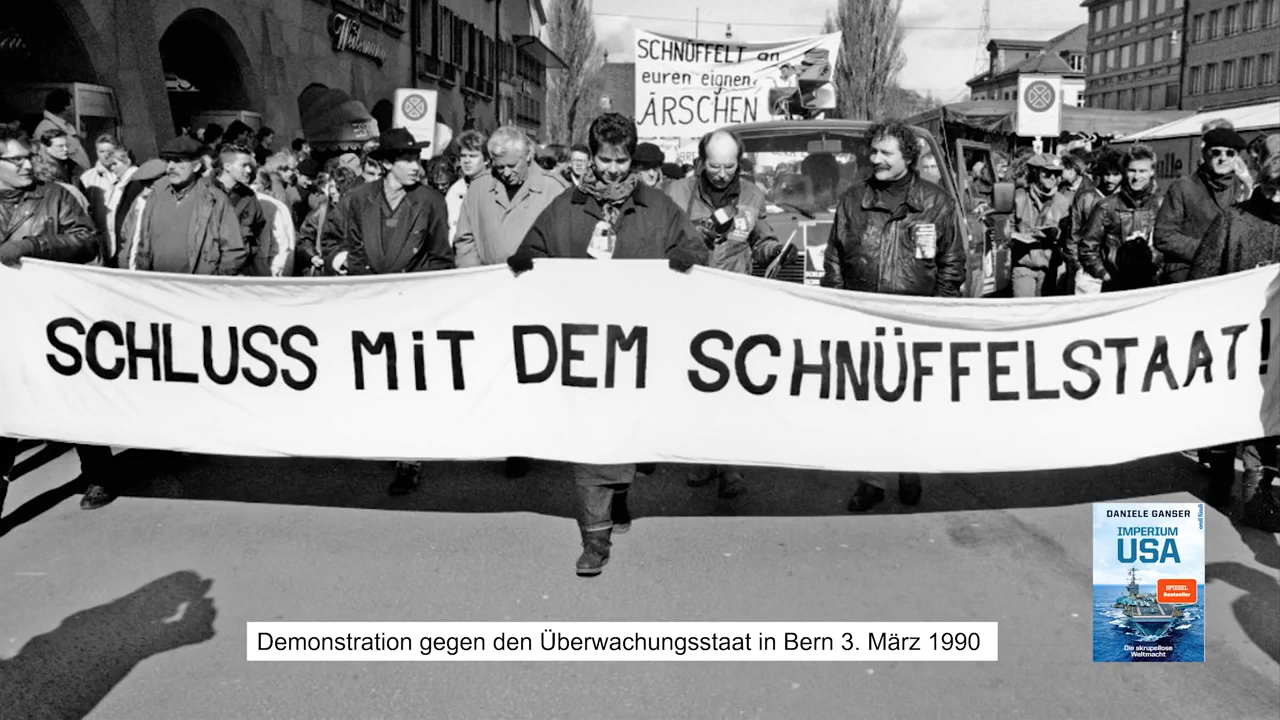 SCHNÜFFELT an
euren eignen
ÄRSCHEN
SCHLUSS MiT DEM SCHNÜFFELSTAAT!
DANIELE GANSER
IMPERIUM
USA
SPIEGEL
Bestseller
Die skrupellose
Weltmacht
Demonstration gegen den Überwachungsstaat in Bern 3. März 1990